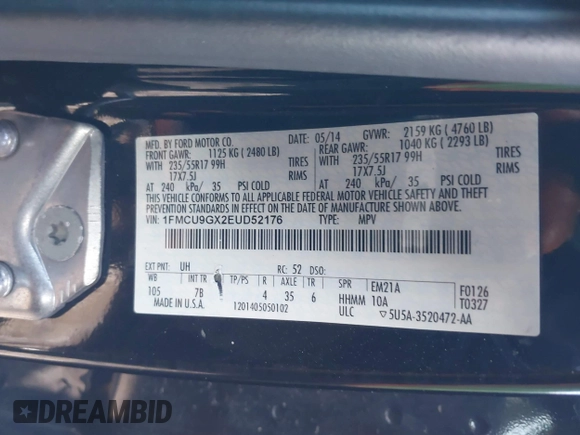 MFD. BY FORD MOTOR CO.
DATE: 05/14 GVWR: 2159 KG ( 4760 LB)
FRONT GAWR: 1125 KG ( 2480 LB) REAR GAWR: 1040 KG ( 2293 LB)
WITH 235/55R17 99H TIRES WITH 235/55R17 99H TIRES
17X7.5J RIMS 17X7.5J RIMS
AT 240 kPa/ 35 PSI COLD AT 240 kPa/ 35 PSI COLD
THIS VEHICLE CONFORMS TO ALL APPLICABLE FEDERAL MOTOR VEHICLE SAFETY AND THEFT PREVENTION
STANDARDS IN EFFECT ON THE DATE OF MANUFACTURE SHOWN ABOVE.
VIN: 1FMCU9GX2EUD52176 TYPE: MPV
EXT PNT: UH RC: 52 DSO:
WB INT TR TP/PS R AXLE TR SPR EM21A F0126
105 7B 4 35 6 HHMM 10A T0327
MADE IN U.S.A. 1201405050102 ULC ▽5U5A-3520472-AA
DREAMBID